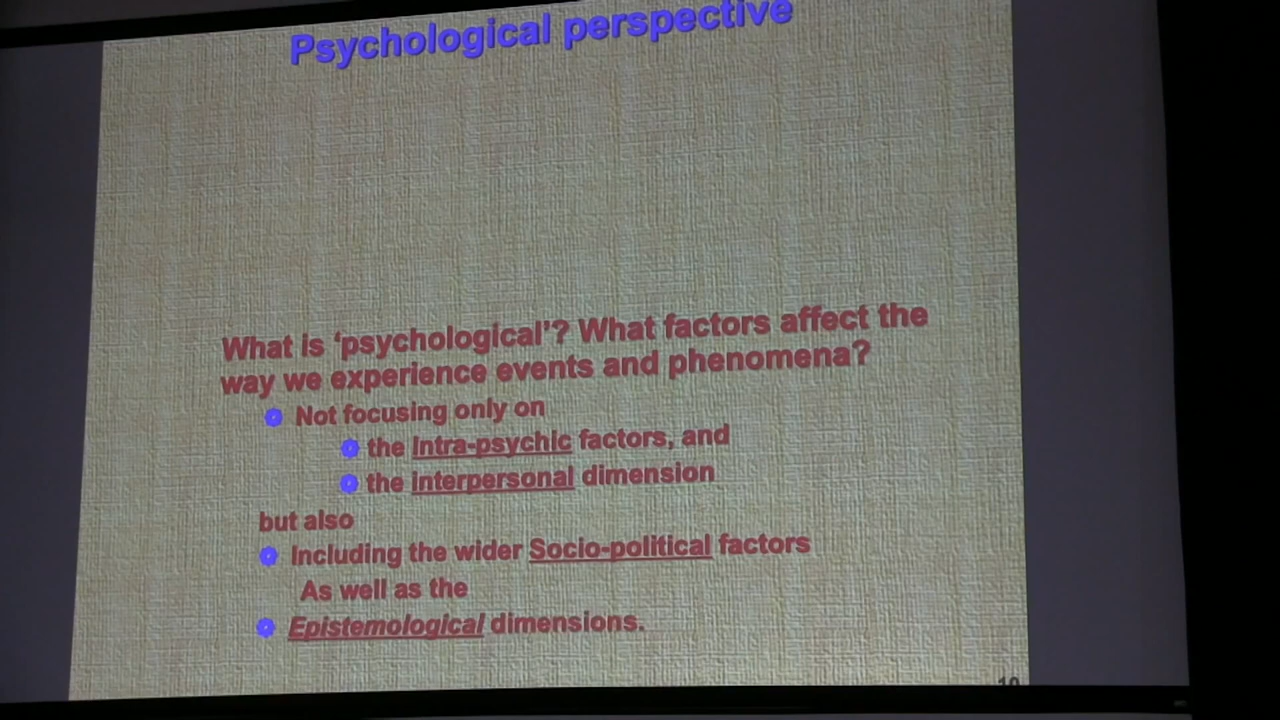 Psychological perspective
What is ‘psychological’? What factors affect the
way we experience events and phenomena?
Not focusing only on
the intra-psychic factors, and
the interpersonal dimension
but also
Including the wider Socio-political factors
As well as the
Epistemological dimensions.